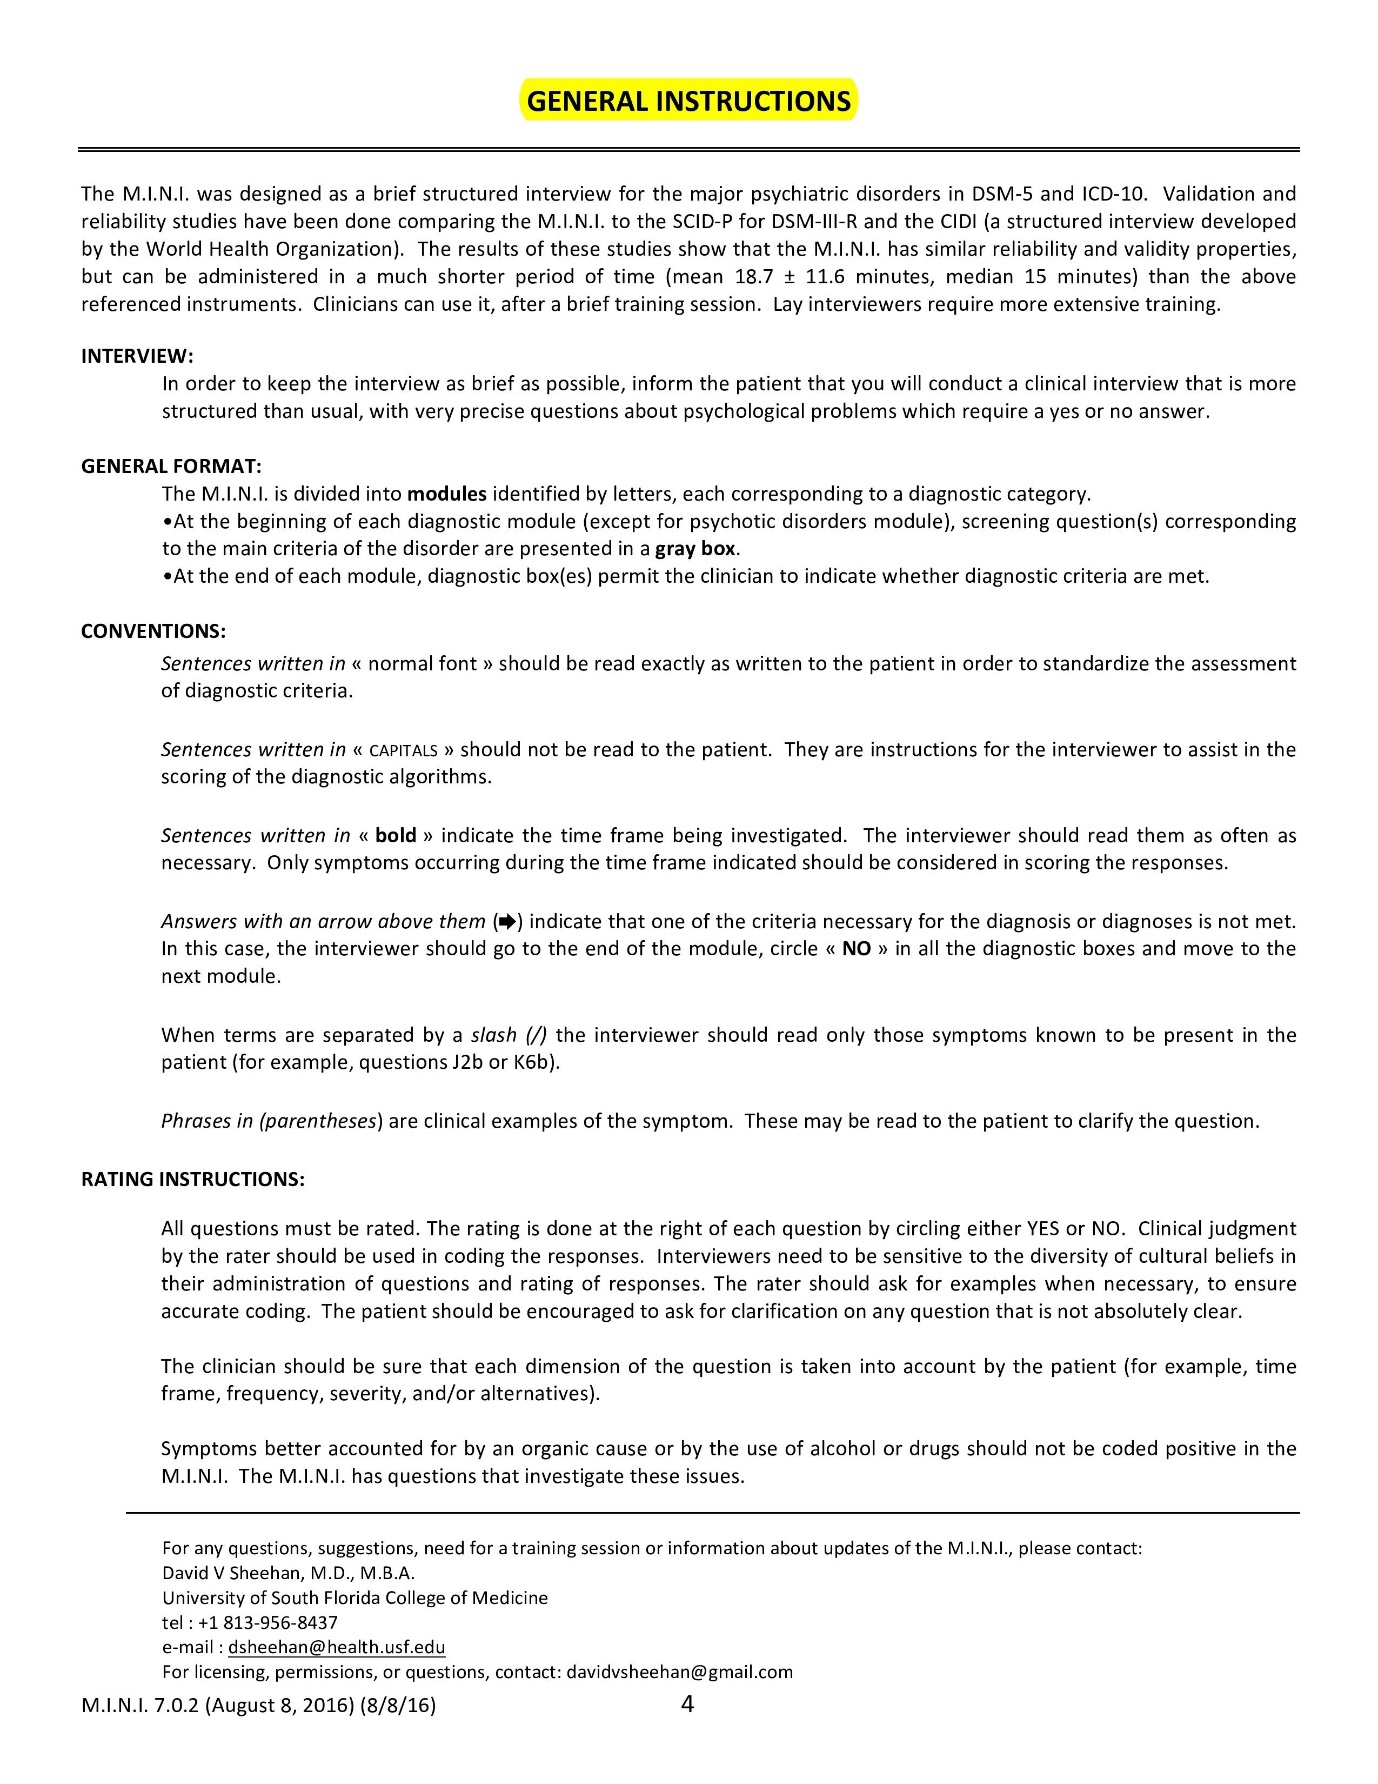 GENERAL INSTRUCTIONS
The M.I.N.I. was designed as a brief structured interview for the major psychiatric disorders in DSM-5 and ICD-10.  Validation and
reliability studies have been done comparing the M.I.N.I. to the SCID-P for DSM-III-R and the CIDI (a structured interview developed
by the World Health Organization).  The results of these studies show that the M.I.N.I. has similar reliability and validity properties,
but can be administered in a much shorter period of time (mean 18.7 ± 11.6 minutes, median 15 minutes) than the above
referenced instruments.  Clinicians can use it, after a brief training session.  Lay interviewers require more extensive training.
INTERVIEW:
In order to keep the interview as brief as possible, inform the patient that you will conduct a clinical interview that is more
structured than usual, with very precise questions about psychological problems which require a yes or no answer.
GENERAL FORMAT:
The M.I.N.I. is divided into modules identified by letters, each corresponding to a diagnostic category.
•At the beginning of each diagnostic module (except for psychotic disorders module), screening question(s) corresponding
to the main criteria of the disorder are presented in a gray box.
•At the end of each module, diagnostic box(es) permit the clinician to indicate whether diagnostic criteria are met.
CONVENTIONS:
Sentences written in « normal font » should be read exactly as written to the patient in order to standardize the assessment
of diagnostic criteria.
Sentences written in « CAPITALS » should not be read to the patient.  They are instructions for the interviewer to assist in the
scoring of the diagnostic algorithms.
Sentences written in « bold » indicate the time frame being investigated.  The interviewer should read them as often as
necessary.  Only symptoms occurring during the time frame indicated should be considered in scoring the responses.
Answers with an arrow above them (➡) indicate that one of the criteria necessary for the diagnosis or diagnoses is not met.
In this case, the interviewer should go to the end of the module, circle « NO » in all the diagnostic boxes and move to the
next module.
When terms are separated by a slash (/) the interviewer should read only those symptoms known to be present in the
patient (for example, questions J2b or K6b).
Phrases in (parentheses) are clinical examples of the symptom.  These may be read to the patient to clarify the question.
RATING INSTRUCTIONS:
All questions must be rated. The rating is done at the right of each question by circling either YES or NO.  Clinical judgment
by the rater should be used in coding the responses.  Interviewers need to be sensitive to the diversity of cultural beliefs in
their administration of questions and rating of responses. The rater should ask for examples when necessary, to ensure
accurate coding.  The patient should be encouraged to ask for clarification on any question that is not absolutely clear.
The clinician should be sure that each dimension of the question is taken into account by the patient (for example, time
frame, frequency, severity, and/or alternatives).
Symptoms better accounted for by an organic cause or by the use of alcohol or drugs should not be coded positive in the
M.I.N.I.  The M.I.N.I. has questions that investigate these issues.
For any questions, suggestions, need for a training session or information about updates of the M.I.N.I., please contact:
David V Sheehan, M.D., M.B.A.
University of South Florida College of Medicine
tel : +1 813-956-8437
e-mail : dsheehan@health.usf.edu
For licensing, permissions, or questions, contact: davidvsheehan@gmail.com
M.I.N.I. 7.0.2 (August 8, 2016) (8/8/16) 4